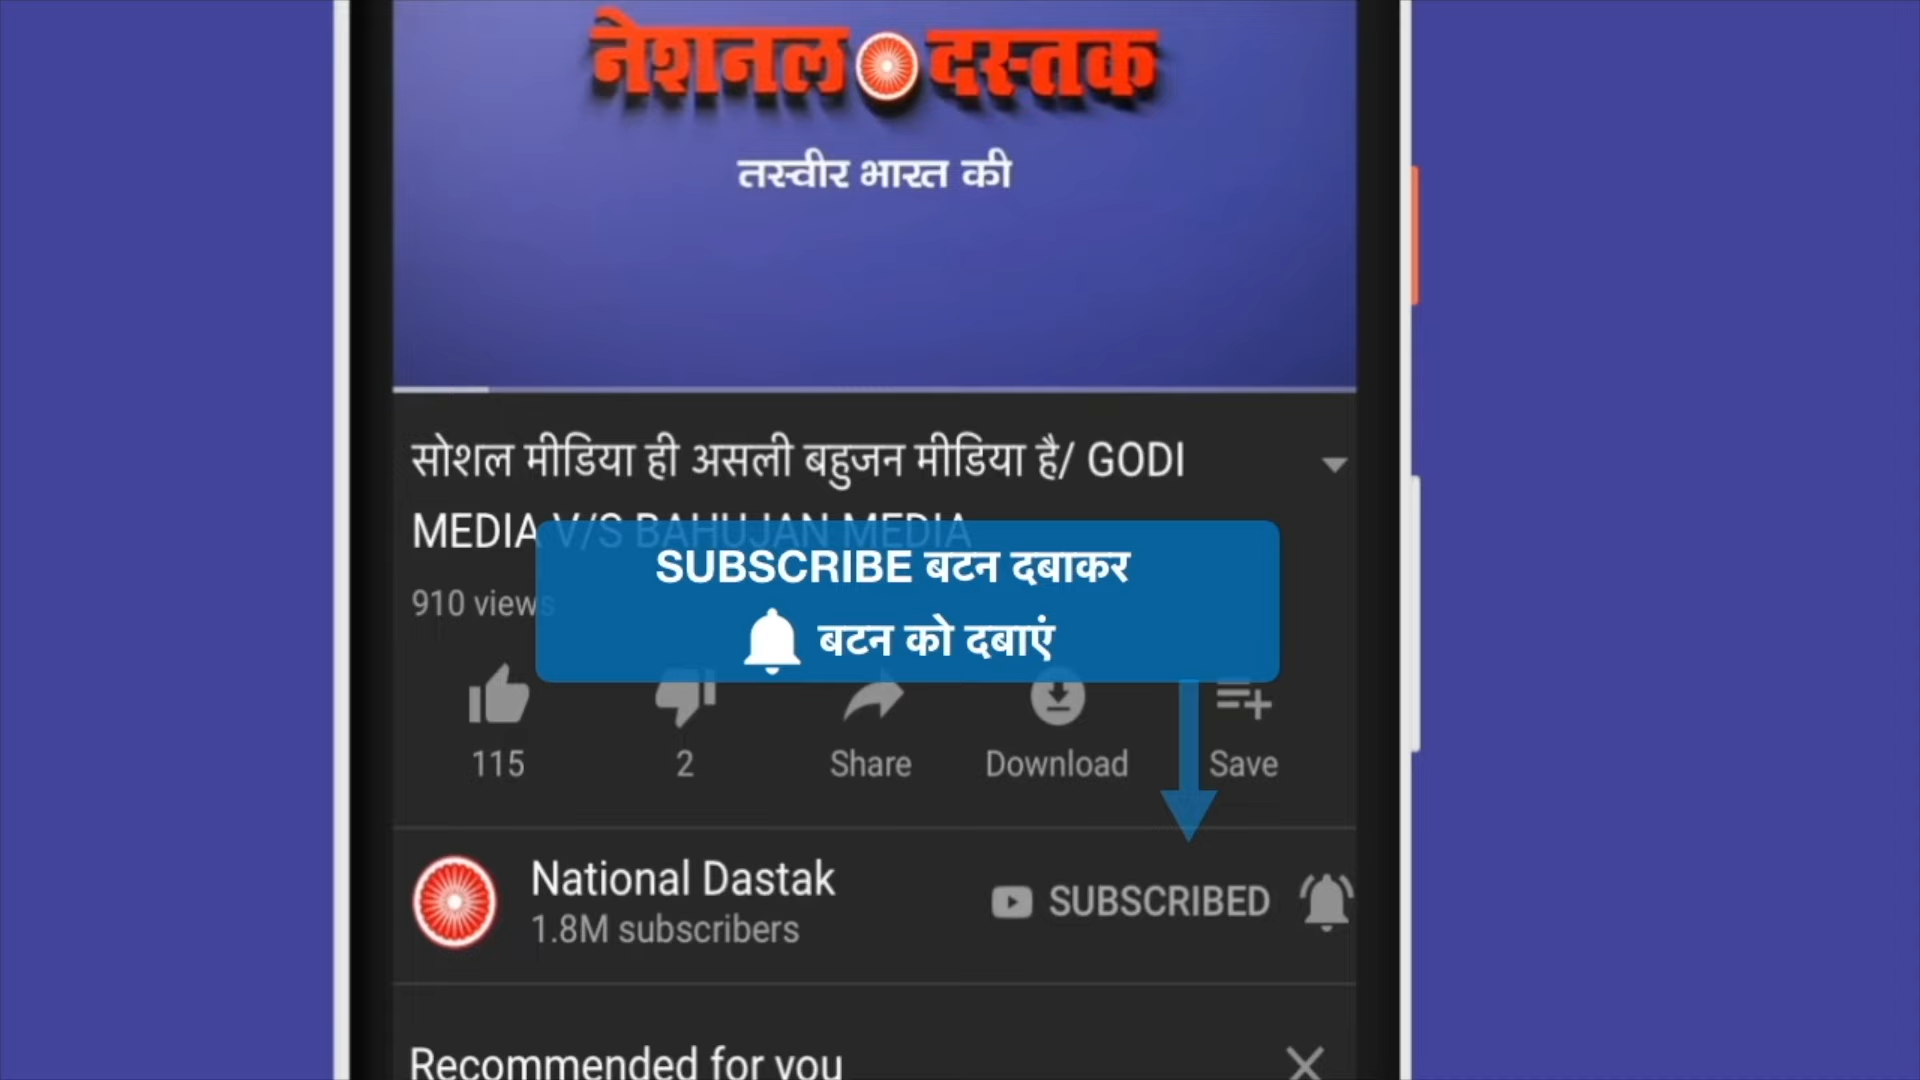 नेशनल दस्तक
तस्वीर भारत की
सोशल मीडिया ही असली बहुजन मीडिया है/ GODI
MEDIA V/S BAHUJAN MEDIA
SUBSCRIBE बटन दबाकर
बटन को दबाएं
910 views
115
2
Share
Download
Save
National Dastak
1.8M subscribers
SUBSCRIBED
Recommended for you